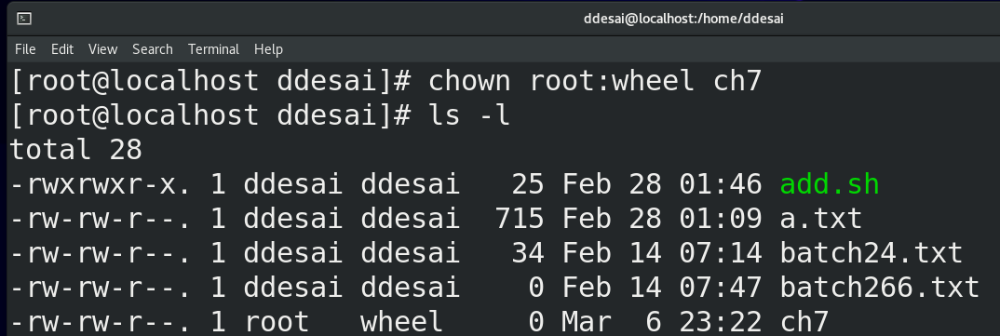 ddesai@localhost:/home/ddesai
File Edit View Search Terminal Help
[root@localhost ddesai]# chown root:wheel ch7
[root@localhost ddesai]# ls -l
total 28
-rwxrwxr-x. 1 ddesai ddesai  25 Feb 28 01:46 add.sh
-rw-rw-r--. 1 ddesai ddesai 715 Feb 28 01:09 a.txt
-rw-rw-r--. 1 ddesai ddesai  34 Feb 14 07:14 batch24.txt
-rw-rw-r--. 1 ddesai ddesai   0 Feb 14 07:47 batch266.txt
-rw-rw-r--. 1 root   wheel    0 Mar  6 23:22 ch7